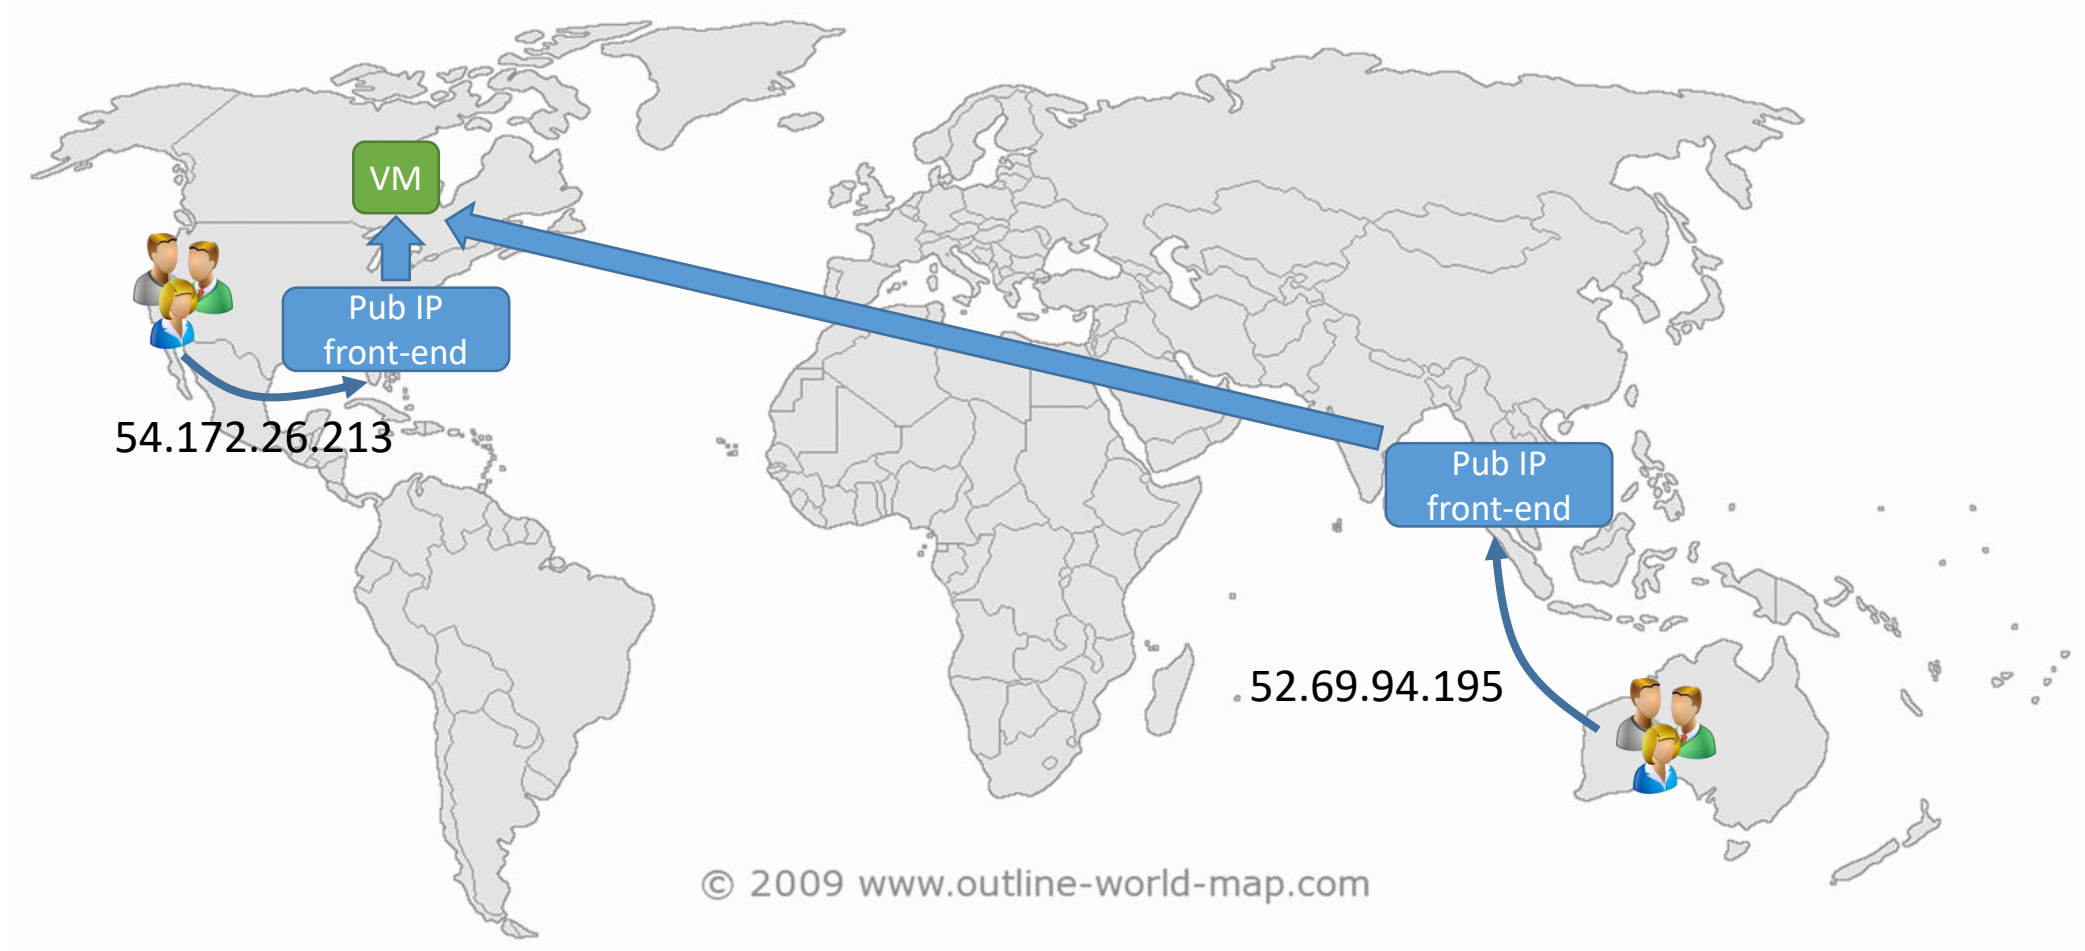 VM
Pub IP
front-end
54.172.26.213
Pub IP
front-end
52.69.94.195
© 2009 www.outline-world-map.com